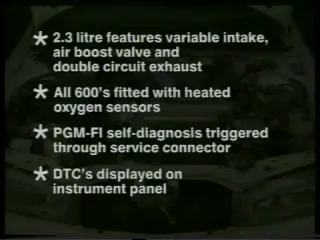 * 2.3 litre features variable intake,
air boost valve and
double circuit exhaust
* All 600's fitted with heated
oxygen sensors
* PGM-FI self-diagnosis triggered
through service connector
* DTC's displayed on
instrument panel